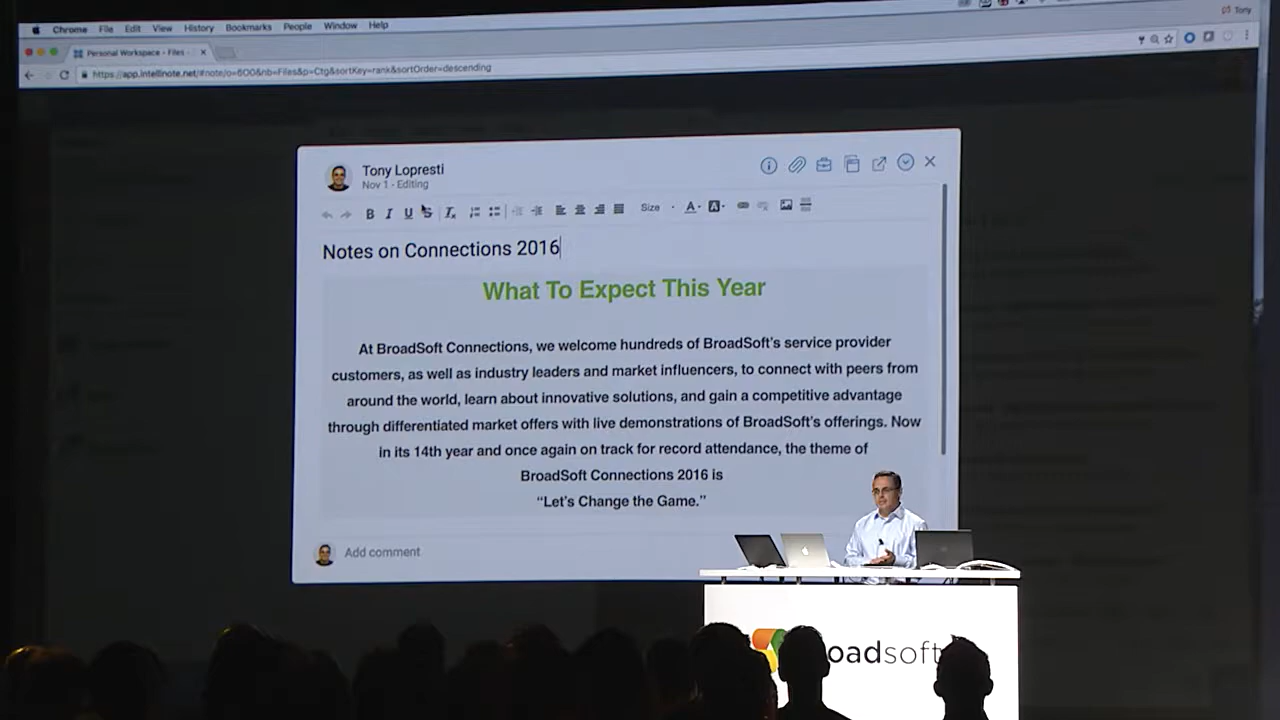 Chrome File Edit View History Bookmarks People Window Help
Tony
Personal Workspace - Files -
https://app.intellinote.net/#note/o=6OO&nb=Files&p=Ctg&sortKey=rank&sortOrder=descending
Tony Lopresti
Nov 1 - Editing
B I U S Size A A
Notes on Connections 2016
What To Expect This Year
At BroadSoft Connections, we welcome hundreds of BroadSoft's service provider
customers, as well as industry leaders and market influencers, to connect with peers from
around the world, learn about innovative solutions, and gain a competitive advantage
through differentiated market offers with live demonstrations of BroadSoft's offerings. Now
in its 14th year and once again on track for record attendance, the theme of
BroadSoft Connections 2016 is
“Let's Change the Game.”
Add comment
oadsoft